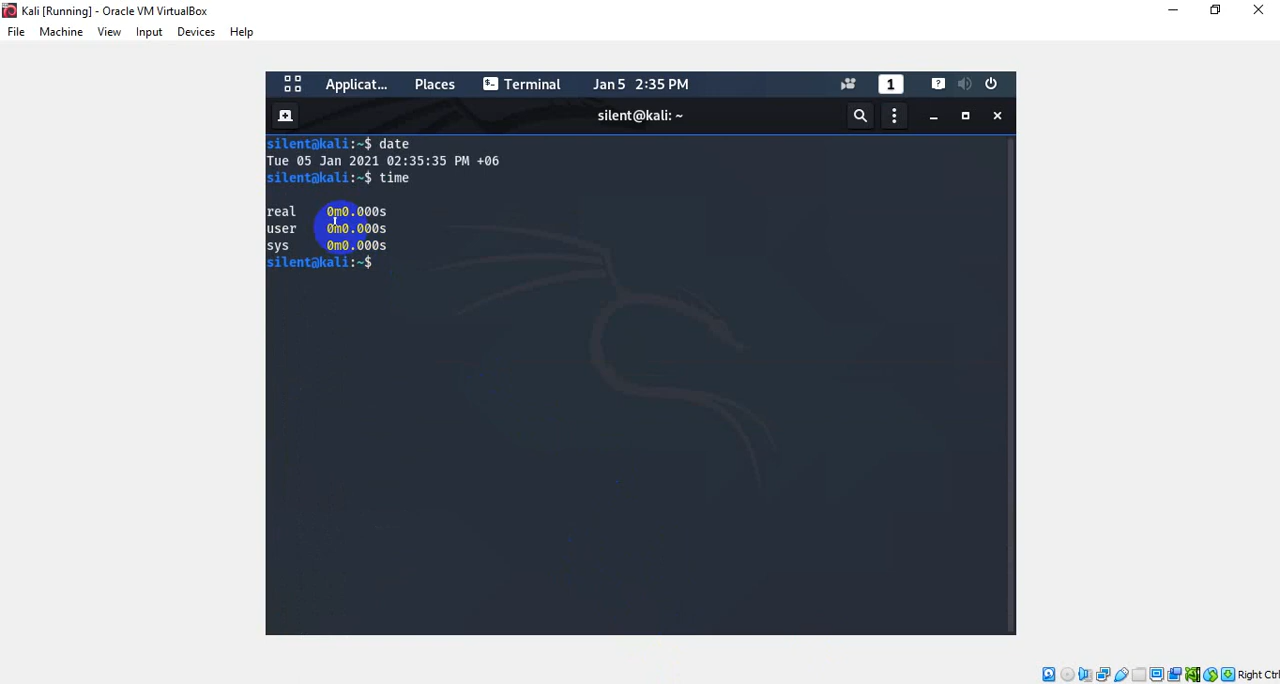 Kali [Running] - Oracle VM VirtualBox
File Machine View Input Devices Help
Applicat... Places Terminal Jan 5 2:35 PM 1 ?
silent@kali: ~
silent@kali:~$ date
Tue 05 Jan 2021 02:35:35 PM +06
silent@kali:~$ time
real 0m0.000s
user 0m0.000s
sys 0m0.000s
silent@kali:~$
Right Ctrl